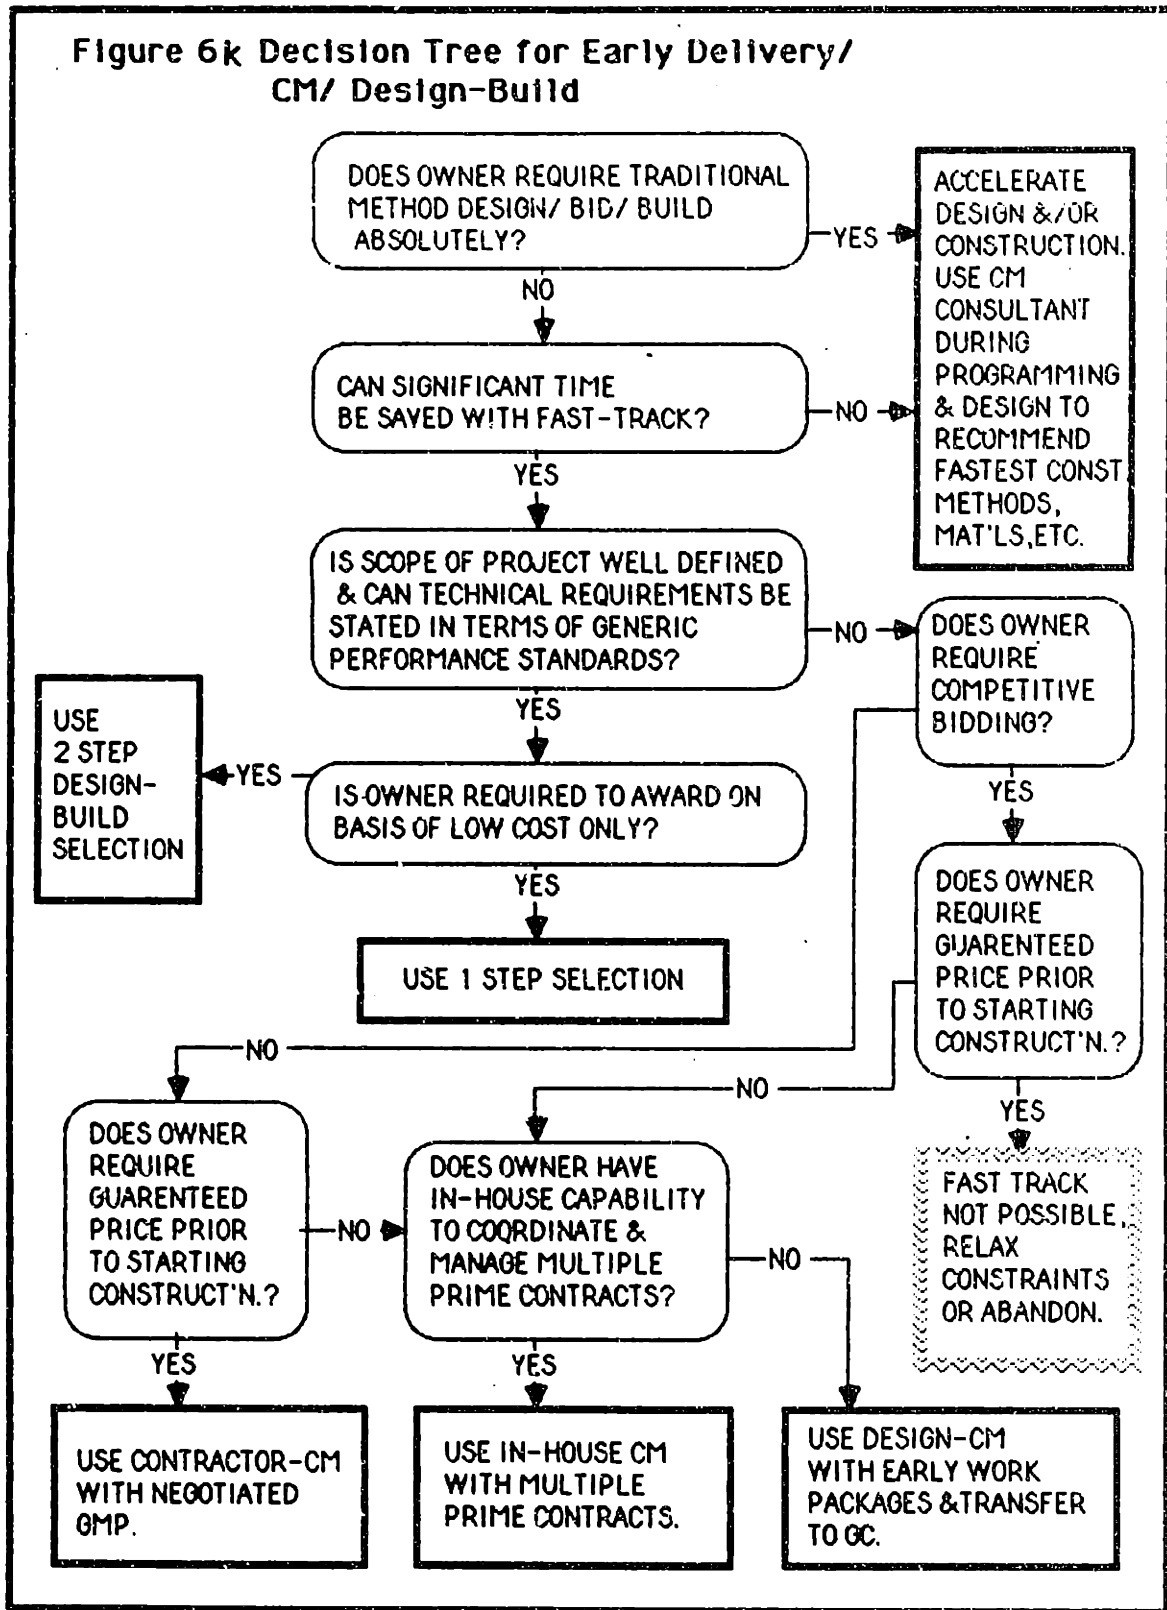 Figure 6k Decision Tree for Early Delivery/
CM/ Design-Build
DOES OWNER REQUIRE TRADITIONAL
METHOD DESIGN/ BID/ BUILD
ABSOLUTELY?
YES
ACCELERATE
DESIGN &/OR
CONSTRUCTION.
USE CM
CONSULTANT
DURING
PROGRAMMING
& DESIGN TO
RECOMMEND
FASTEST CONST
METHODS,
MAT'LS,ETC.
NO
CAN SIGNIFICANT TIME
BE SAVED WITH FAST-TRACK?
NO
YES
IS SCOPE OF PROJECT WELL DEFINED
& CAN TECHNICAL REQUIREMENTS BE
STATED IN TERMS OF GENERIC
PERFORMANCE STANDARDS?
NO
DOES OWNER
REQUIRE
COMPETITIVE
BIDDING?
YES
YES
USE
2 STEP
DESIGN-
BUILD
SELECTION
YES
IS OWNER REQUIRED TO AWARD ON
BASIS OF LOW COST ONLY?
YES
USE 1 STEP SELECTION
DOES OWNER
REQUIRE
GUARENTEED
PRICE PRIOR
TO STARTING
CONSTRUCT'N.?
NO
NO
YES
DOES OWNER
REQUIRE
GUARENTEED
PRICE PRIOR
TO STARTING
CONSTRUCT'N.?
NO
DOES OWNER HAVE
IN-HOUSE CAPABILITY
TO COORDINATE &
MANAGE MULTIPLE
PRIME CONTRACTS?
NO
FAST TRACK
NOT POSSIBLE,
RELAX
CONSTRAINTS
OR ABANDON.
YES
YES
USE CONTRACTOR-CM
WITH NEGOTIATED
GMP.
USE IN-HOUSE CM
WITH MULTIPLE
PRIME CONTRACTS.
USE DESIGN-CM
WITH EARLY WORK
PACKAGES &TRANSFER
TO GC.